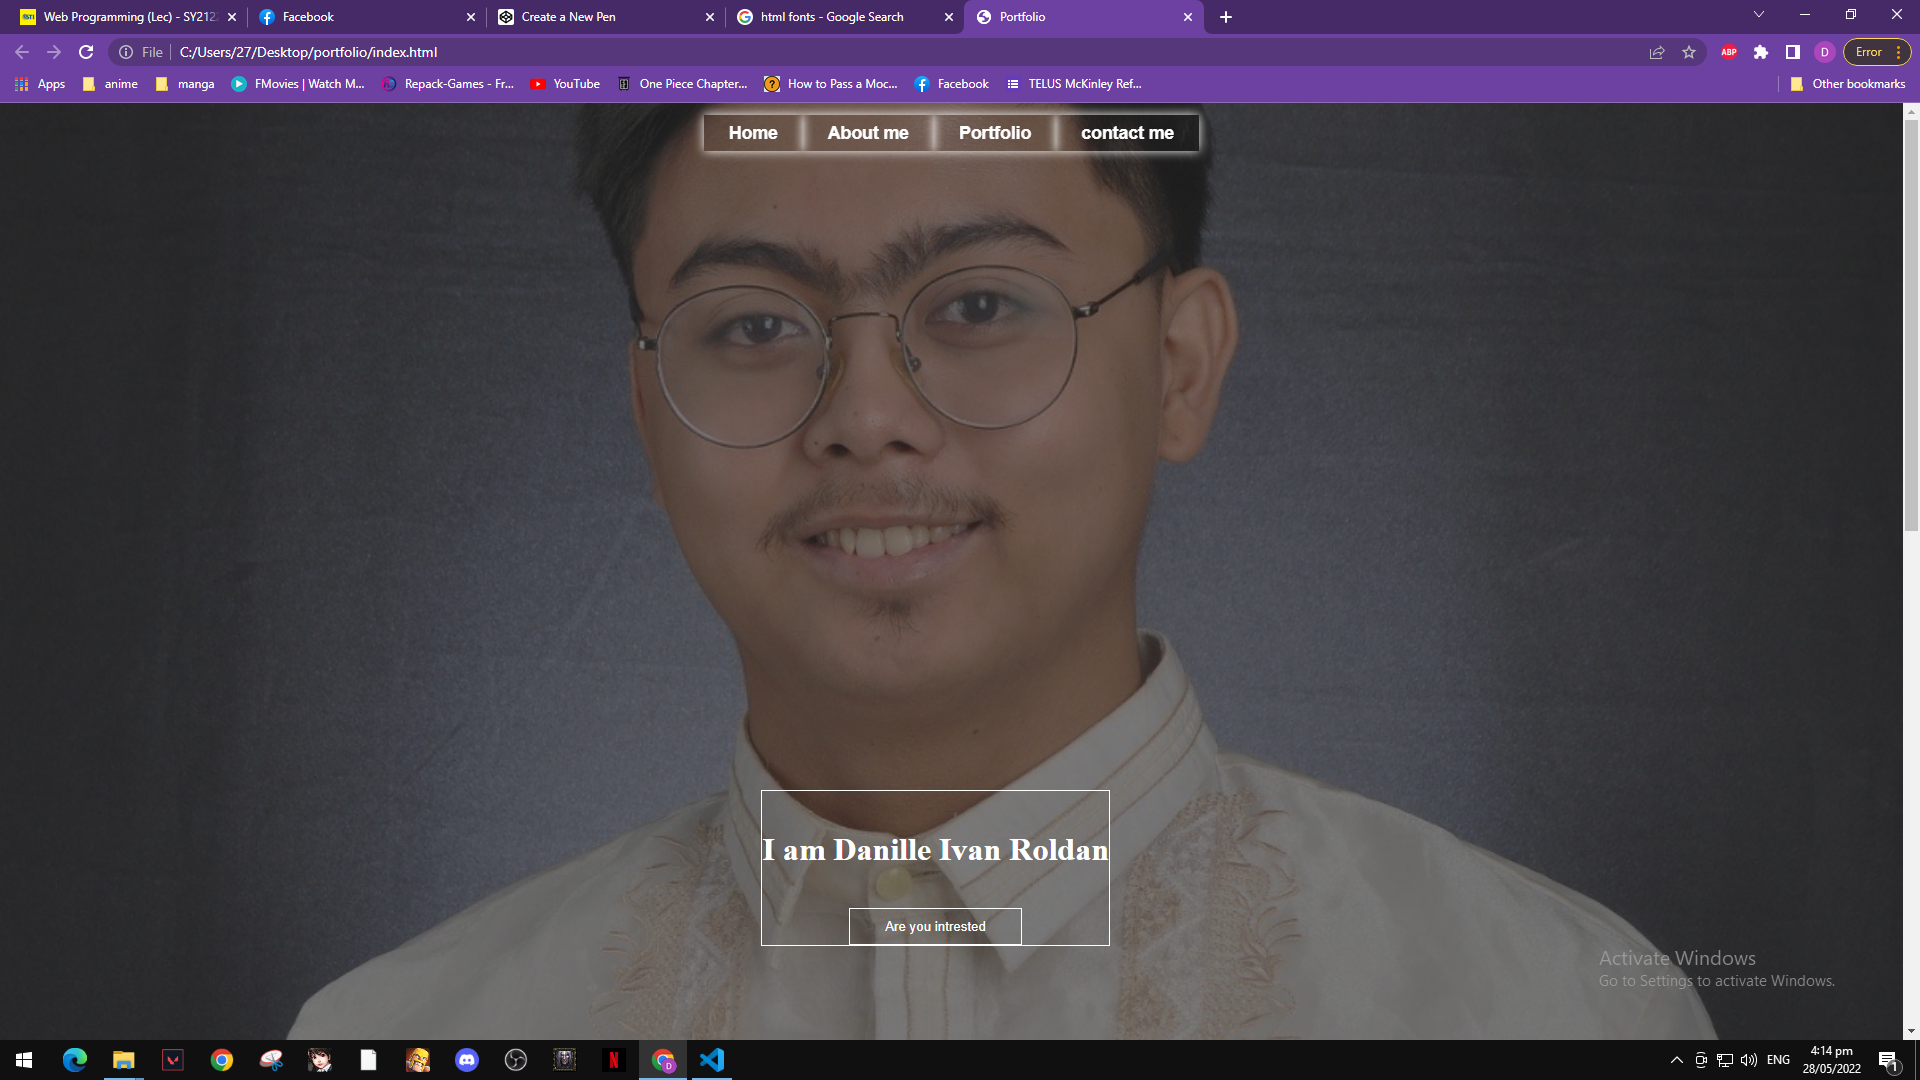 Web Programming (Lec) - SY212
Facebook
Create a New Pen
html fonts - Google Search
Portfolio
File
C:/Users/27/Desktop/portfolio/index.html
ABP
D
Error
Apps
anime
manga
FMovies | Watch M...
Repack-Games - Fr...
YouTube
One Piece Chapter...
How to Pass a Moc...
Facebook
TELUS McKinley Ref...
Other bookmarks
Home
About me
Portfolio
contact me
I am Danille Ivan Roldan
Are you intrested
Activate Windows
Go to Settings to activate Windows.
ENG
4:14 pm
28/05/2022
1